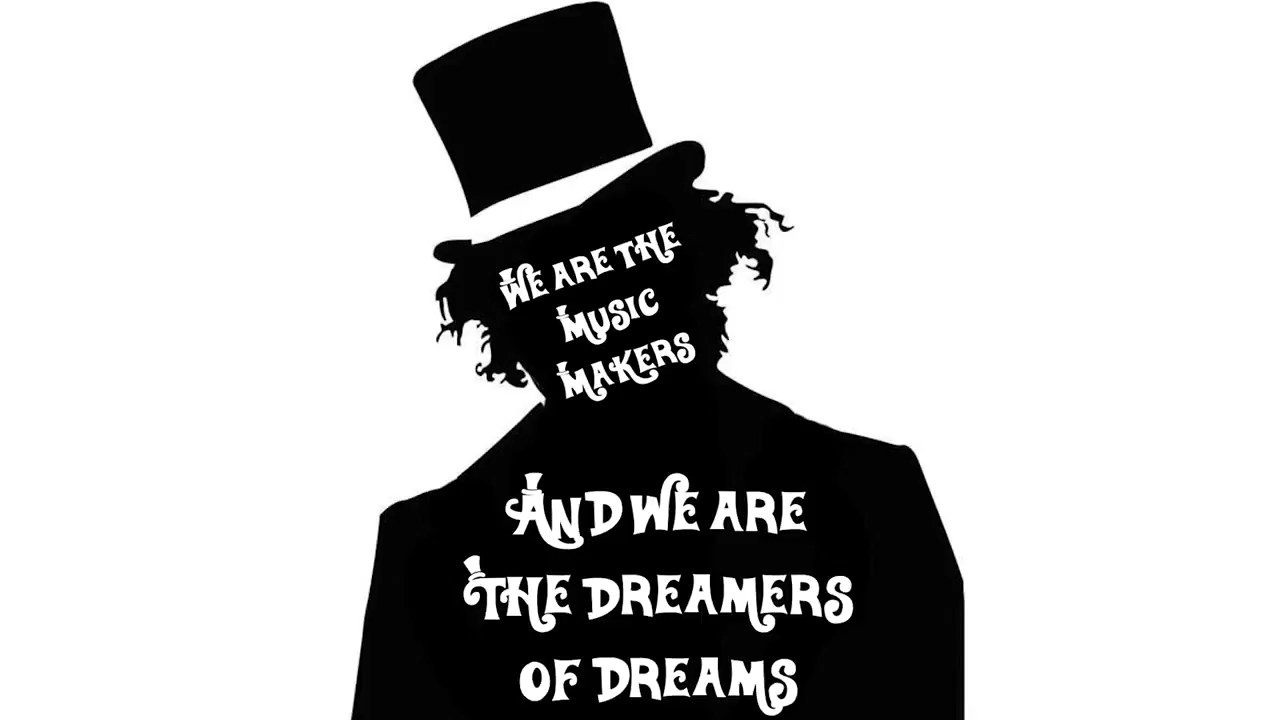 We are the
Music
Makers
And We are
The dreamers
of dreams